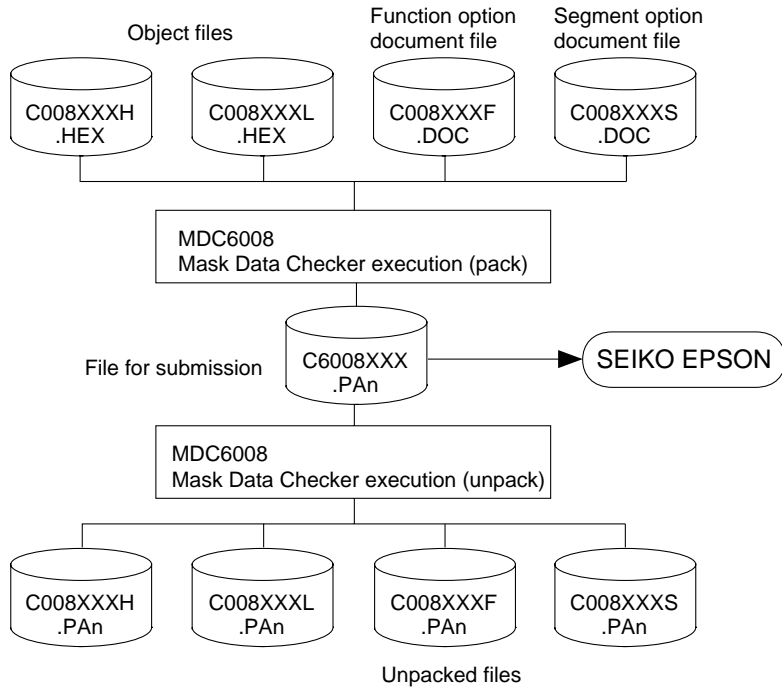 Object files
Function option
document file
Segment option
document file
C008XXXH
.HEX
C008XXXL
.HEX
C008XXXF
.DOC
C008XXXS
.DOC
MDC6008
Mask Data Checker execution (pack)
File for submission
C6008XXX
.PAn
SEIKO EPSON
MDC6008
Mask Data Checker execution (unpack)
C008XXXH
.PAn
C008XXXL
.PAn
C008XXXF
.PAn
C008XXXS
.PAn
Unpacked files